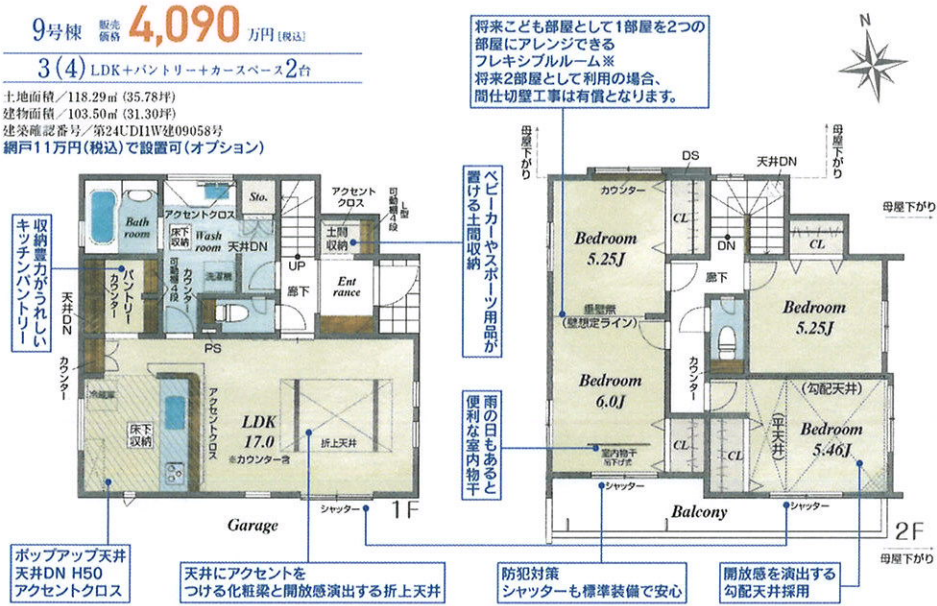 9号棟 販売価格 4,090 万円 [税込]
3(4) LDK+パントリー+カースペース2台
土地面積／118.29㎡ (35.78坪)
建物面積／103.50㎡ (31.30坪)
建築確認番号／第24UDI1W建09058号
網戸11万円(税込)で設置可(オプション)
将来こども部屋として1部屋を2つの
部屋にアレンジできる
フレキシブルルーム※
将来2部屋として利用の場合、
間仕切壁工事は有償となります。
N
収納豊力がうれしい
キッチンパントリー
Bath
room
アクセントクロス
床下
収納
Wash
room
Sto.
天井DN
洗濯機
カウンター
可動棚4段
パントリー
カウンター
天井DN
カウンター
UP
廊下
アクセント
クロス
L型
可動棚4段
土間
収納
Ent
rance
ベビーカーやスポーツ用品が
置ける土間収納
PS
冷蔵庫
床下
収納
アクセントクロス
LDK
17.0
※カウンター含
折上天井
シャッター
1F
Garage
ポップアップ天井
天井DN H50
アクセントクロス
天井にアクセントを
つける化粧梁と開放感演出する折上天井
雨の日もあると
便利な室内物干
母屋下がり
DS
天井DN
母屋下がり
母屋下がり
カウンター
CL
Bedroom
5.25J
DN
CL
廊下
垂壁無
(壁想定ライン)
Bedroom
5.25J
カウンター
Bedroom
6.0J
(勾配天井)
(平天井)
Bedroom
5.46J
CL
CL
室内物干
吊下げ式
シャッター
シャッター
Balcony
2F
母屋下がり
防犯対策
シャッターも標準装備で安心
開放感を演出する
勾配天井採用